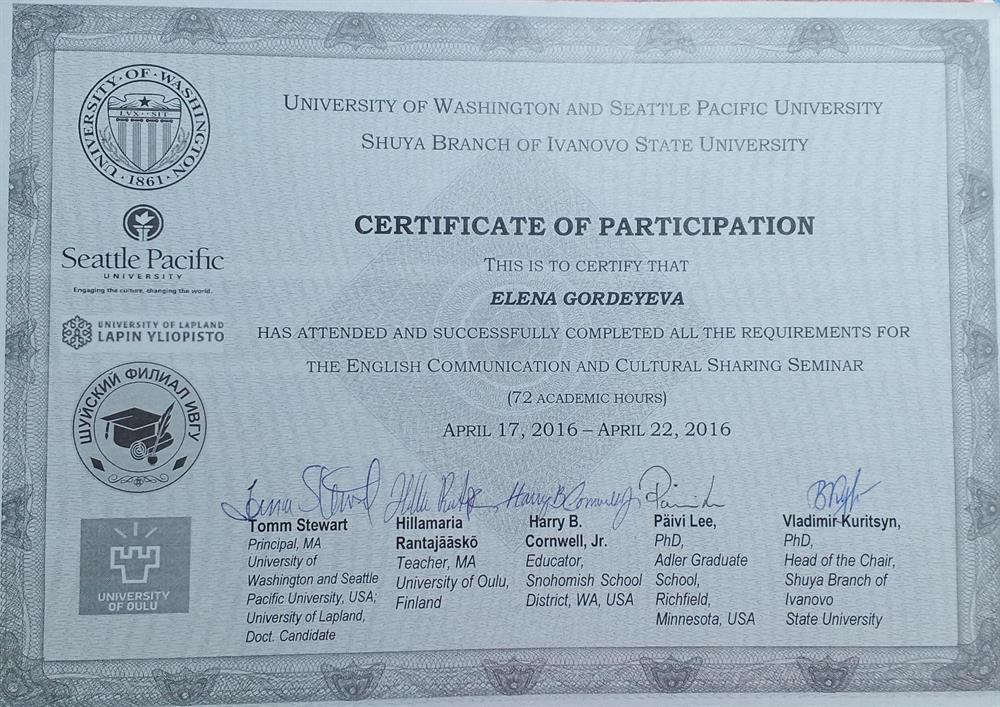 UNIVERSITY OF WASHINGTON
LVX SIT
1861
Seattle Pacific
UNIVERSITY
Engaging the culture, changing the world.
UNIVERSITY OF LAPLAND
LAPIN YLIOPISTO
ШУЙСКИЙ ФИЛИАЛ ИВГУ
UNIVERSITY
OF OULU
UNIVERSITY OF WASHINGTON AND SEATTLE PACIFIC UNIVERSITY
SHUYA BRANCH OF IVANOVO STATE UNIVERSITY
CERTIFICATE OF PARTICIPATION
THIS IS TO CERTIFY THAT
ELENA GORDEYEVA
HAS ATTENDED AND SUCCESSFULLY COMPLETED ALL THE REQUIREMENTS FOR
THE ENGLISH COMMUNICATION AND CULTURAL SHARING SEMINAR
(72 ACADEMIC HOURS)
APRIL 17, 2016 – APRIL 22, 2016
Tomm Stewart
Principal, MA
University of
Washington and Seattle
Pacific University, USA;
University of Lapland,
Doct. Candidate
Hillamaria
Rantajääskö
Teacher, MA
University of Oulu,
Finland
Harry B.
Cornwell, Jr.
Educator,
Snohomish School
District, WA, USA
Päivi Lee,
PhD,
Adler Graduate
School,
Richfield,
Minnesota, USA
Vladimir Kuritsyn,
PhD,
Head of the Chair,
Shuya Branch of
Ivanovo
State University